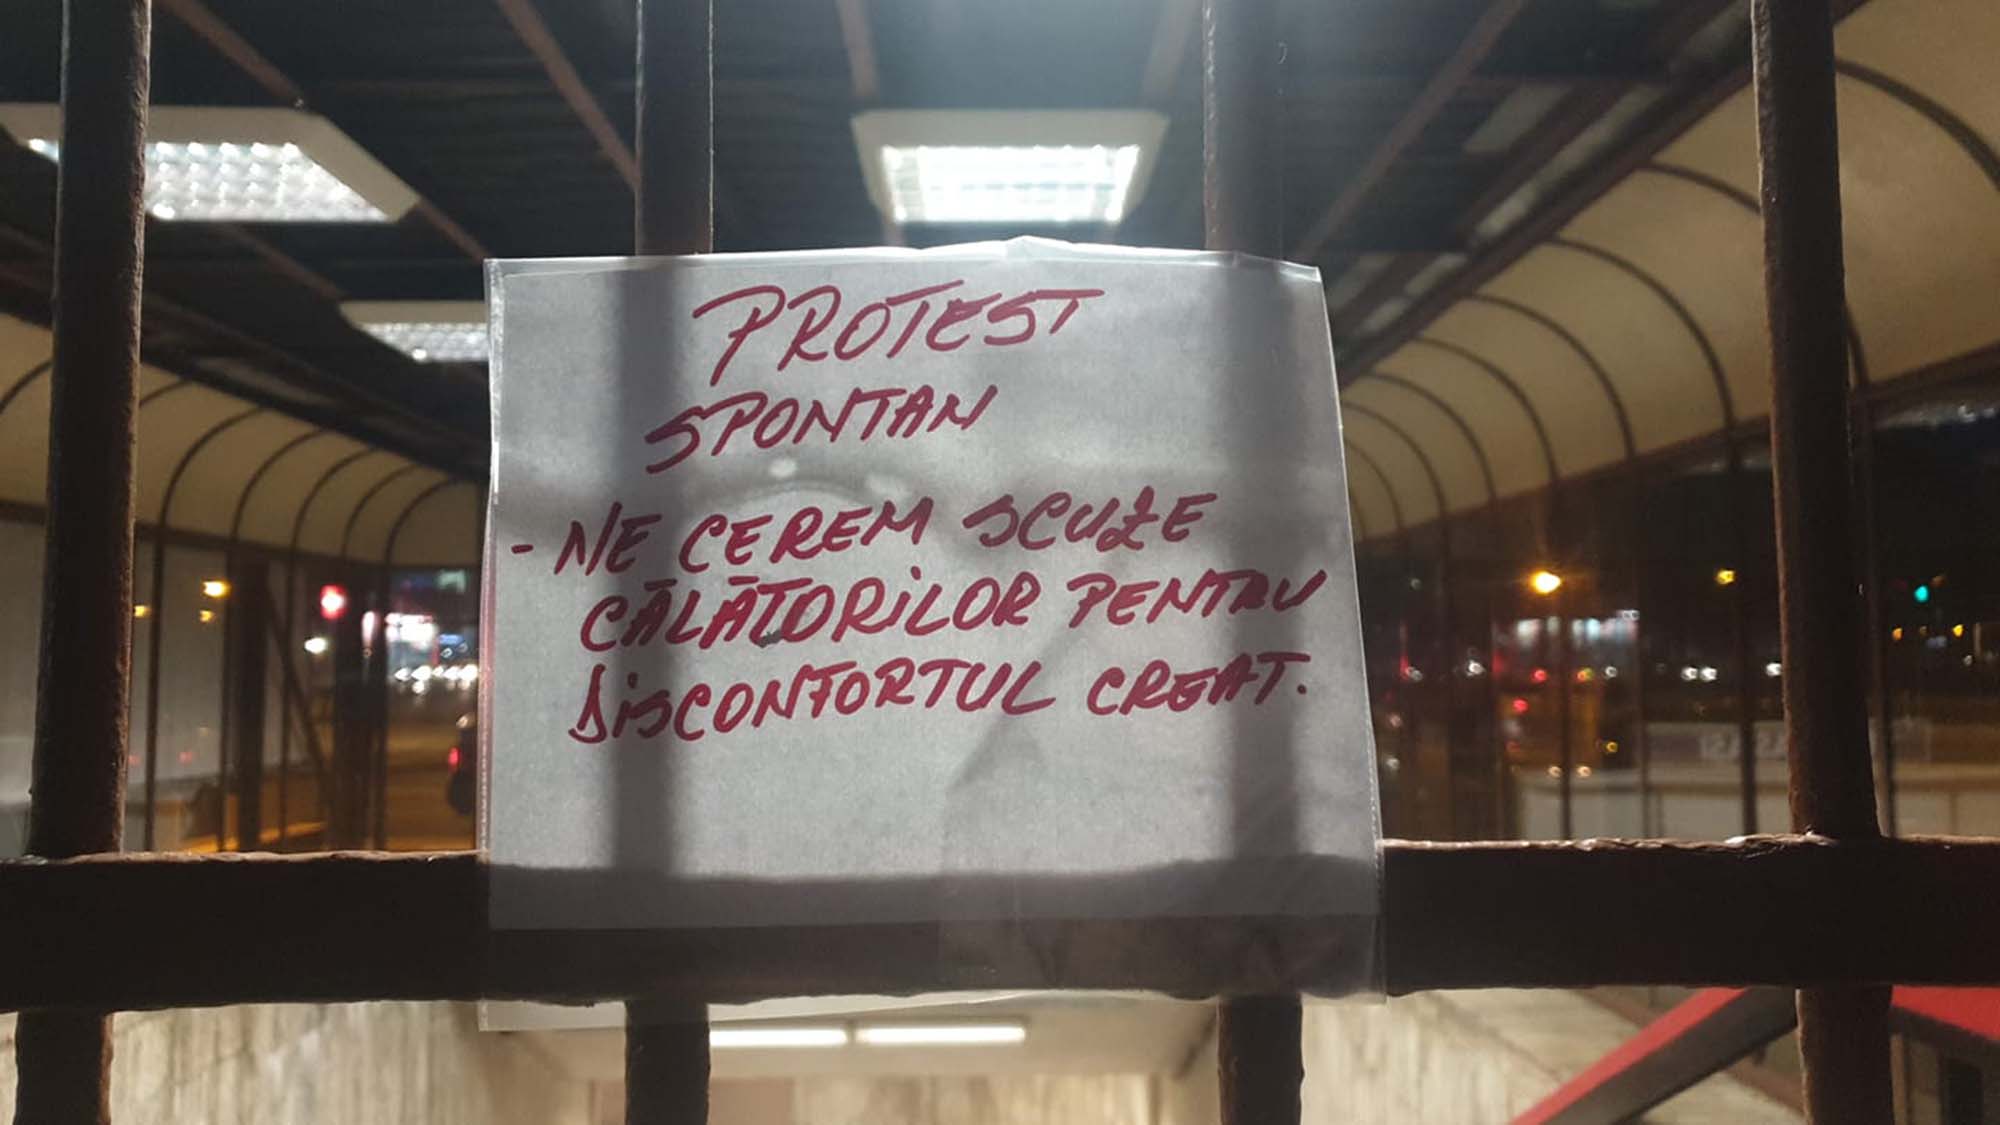 PROTEST
SPONTAN
- NE CEREM SCUZE
CĂLĂTORILOR PENTRU
DISCONFORTUL CREAT.